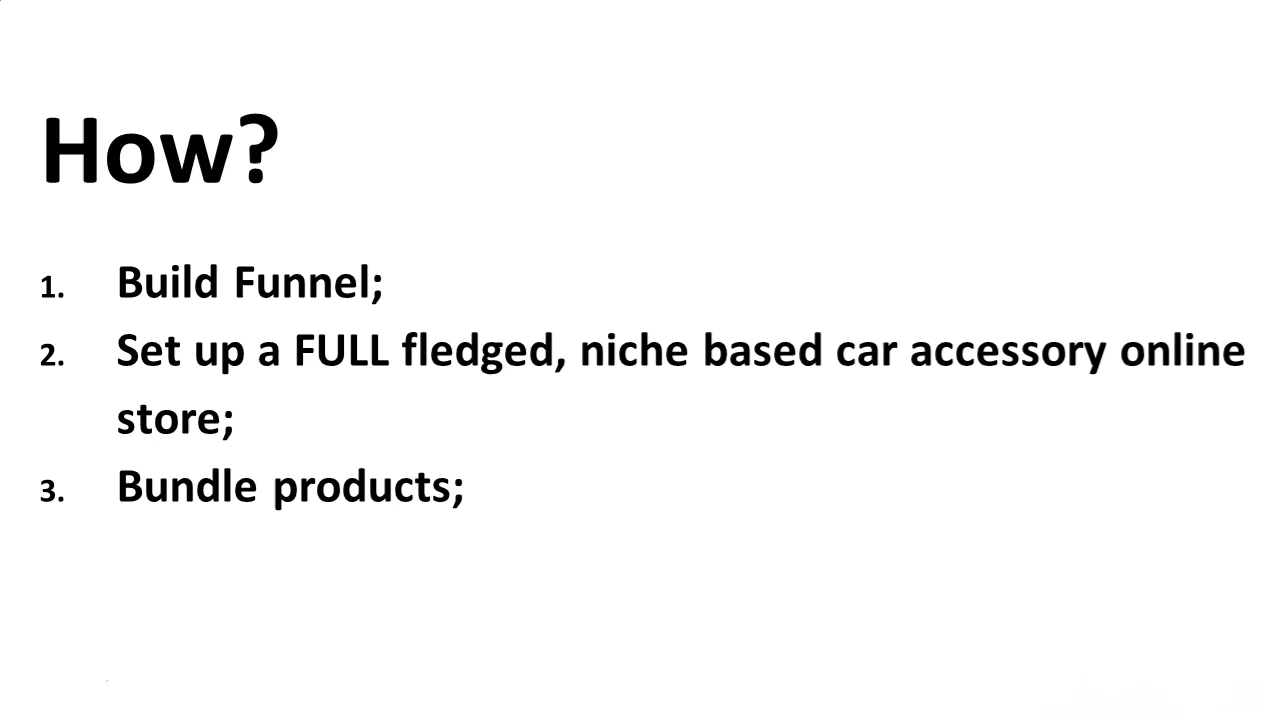 How?
1. Build Funnel;
2. Set up a FULL fledged, niche based car accessory online
store;
3. Bundle products;